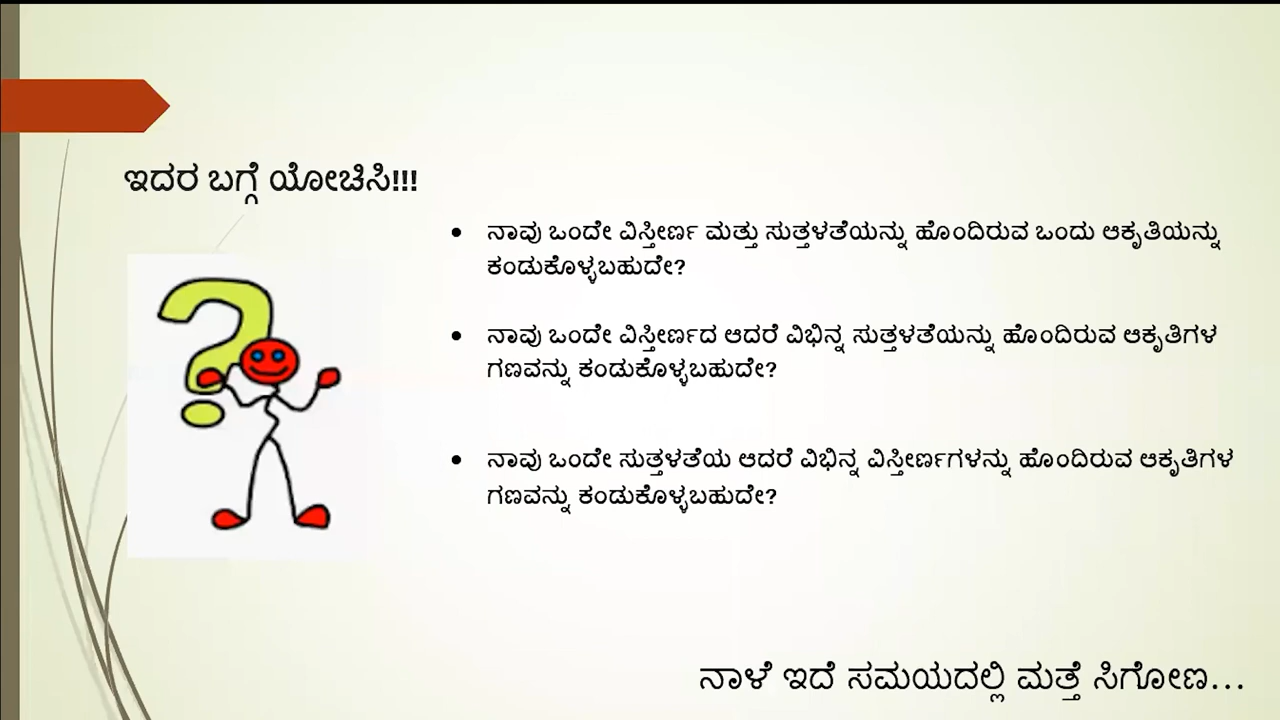 ಇದರ ಬಗ್ಗೆ ಯೋಚಿಸಿ!!!
• ನಾವು ಒಂದೇ ವಿಸ್ತೀರ್ಣ ಮತ್ತು ಸುತ್ತಳತೆಯನ್ನು ಹೊಂದಿರುವ ಒಂದು ಆಕೃತಿಯನ್ನು
ಕಂಡುಕೊಳ್ಳಬಹುದೇ?
• ನಾವು ಒಂದೇ ವಿಸ್ತೀರ್ಣದ ಆದರೆ ವಿಭಿನ್ನ ಸುತ್ತಳತೆಯನ್ನು ಹೊಂದಿರುವ ಆಕೃತಿಗಳ
ಗಣವನ್ನು ಕಂಡುಕೊಳ್ಳಬಹುದೇ?
• ನಾವು ಒಂದೇ ಸುತ್ತಳತೆಯ ಆದರೆ ವಿಭಿನ್ನ ವಿಸ್ತೀರ್ಣಗಳನ್ನು ಹೊಂದಿರುವ ಆಕೃತಿಗಳ
ಗಣವನ್ನು ಕಂಡುಕೊಳ್ಳಬಹುದೇ?
ನಾಳೆ ಇದೆ ಸಮಯದಲ್ಲಿ ಮತ್ತೆ ಸಿಗೋಣ...